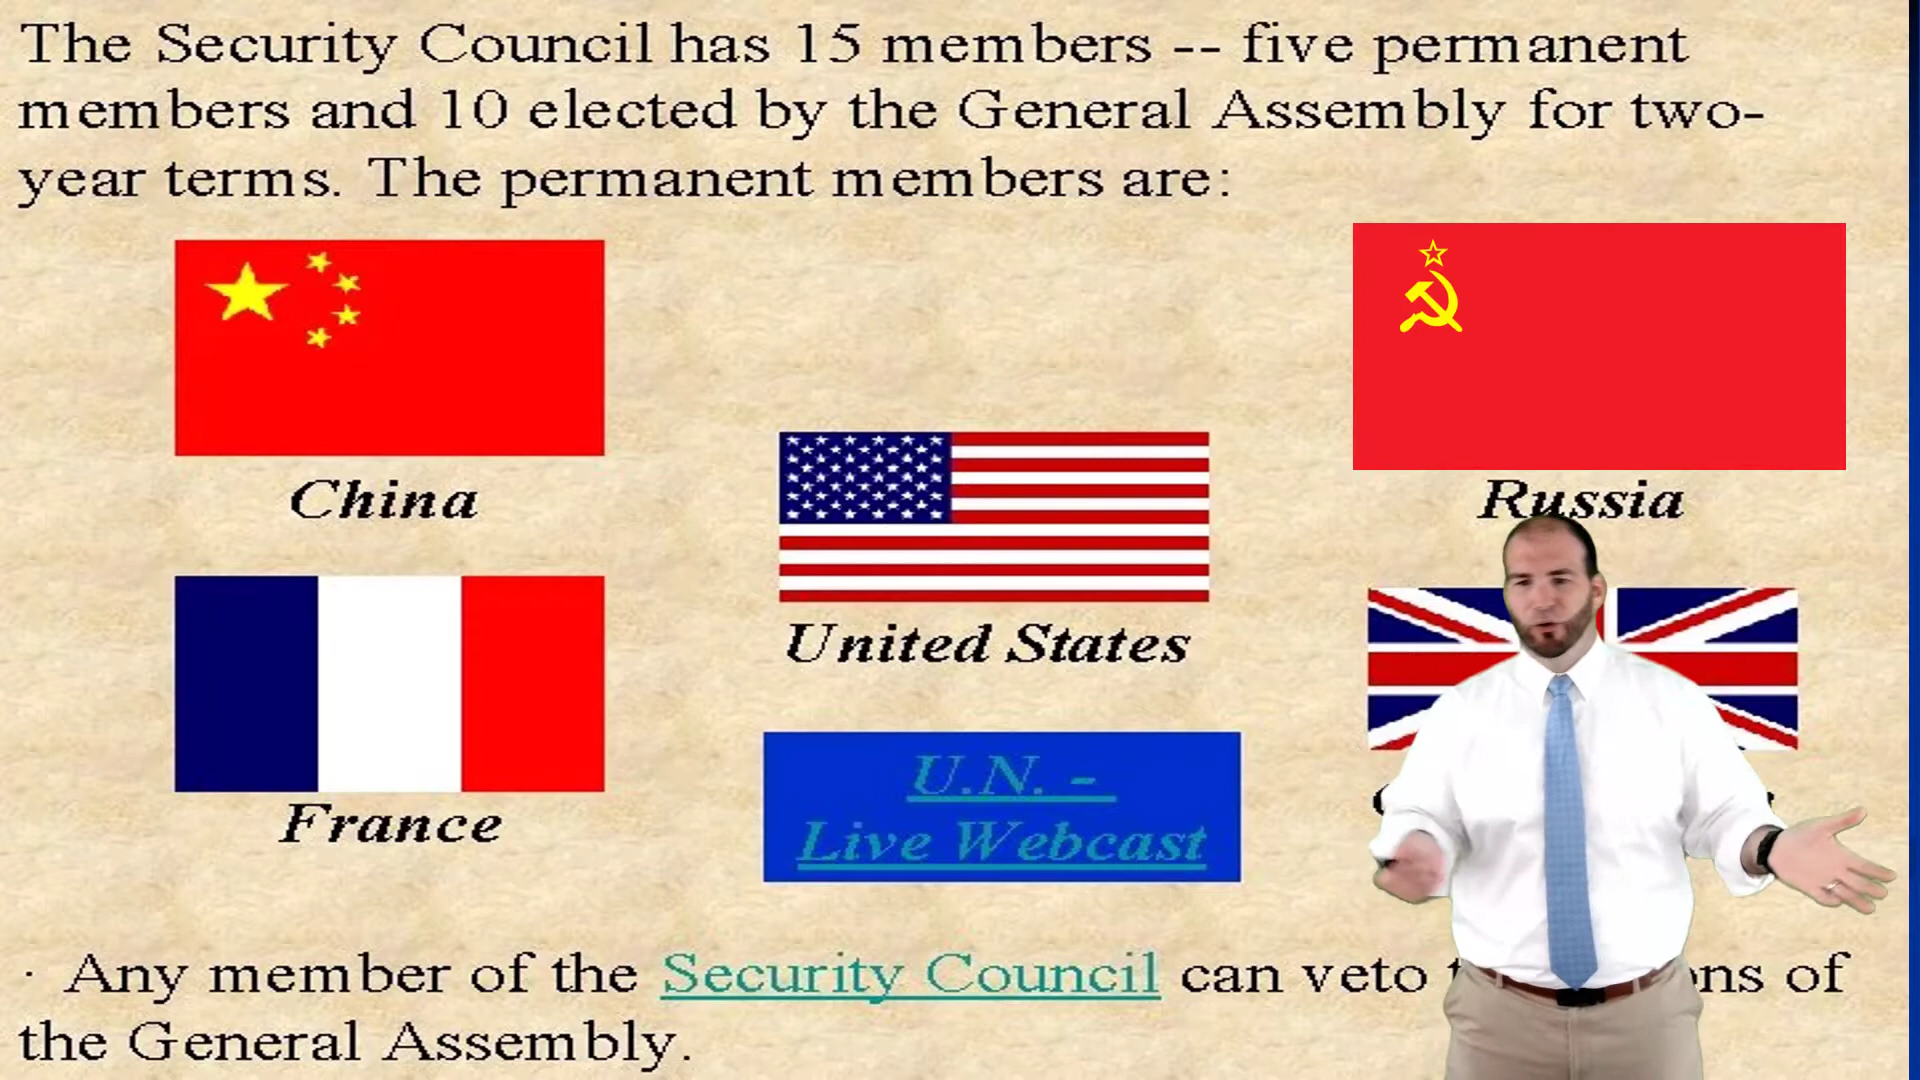 The Security Council has 15 members -- five permanent
members and 10 elected by the General Assembly for two-
year terms. The permanent members are:
China
Russia
United States
France
U.N. -
Live Webcast
· Any member of the Security Council can veto
of
the General Assembly.